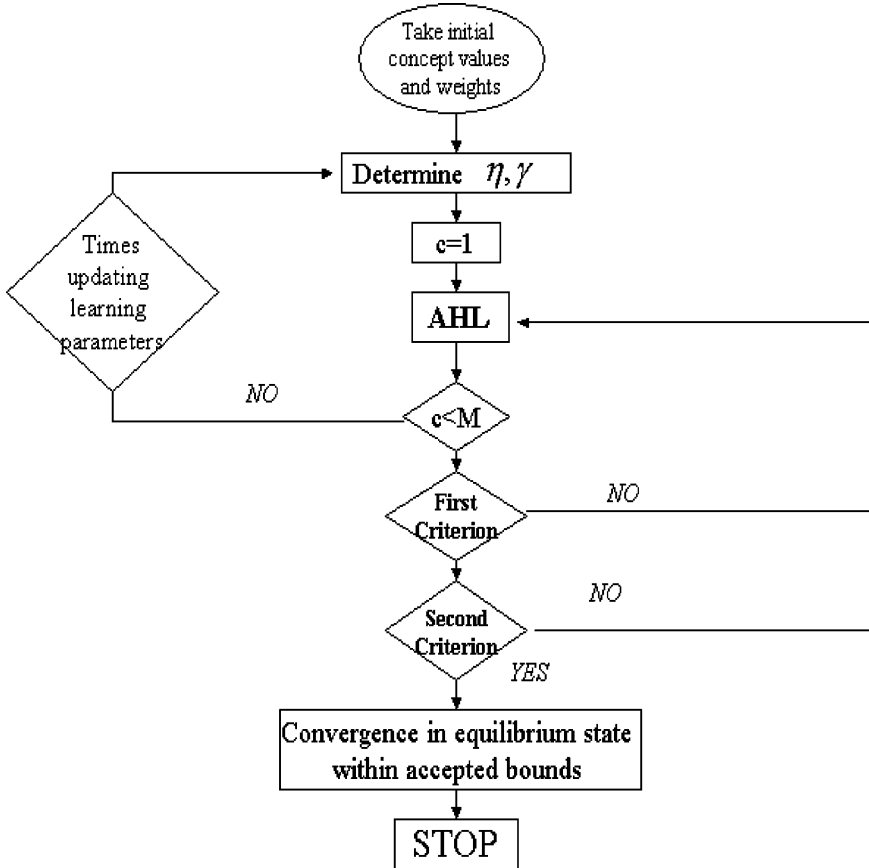 Take initial
concept values
and weights
Determine η, γ
c=1
Times
updating
learning
parameters
AHL
NO
c<M
First
Criterion
NO
Second
Criterion
NO
YES
Convergence in equilibrium state
within accepted bounds
STOP